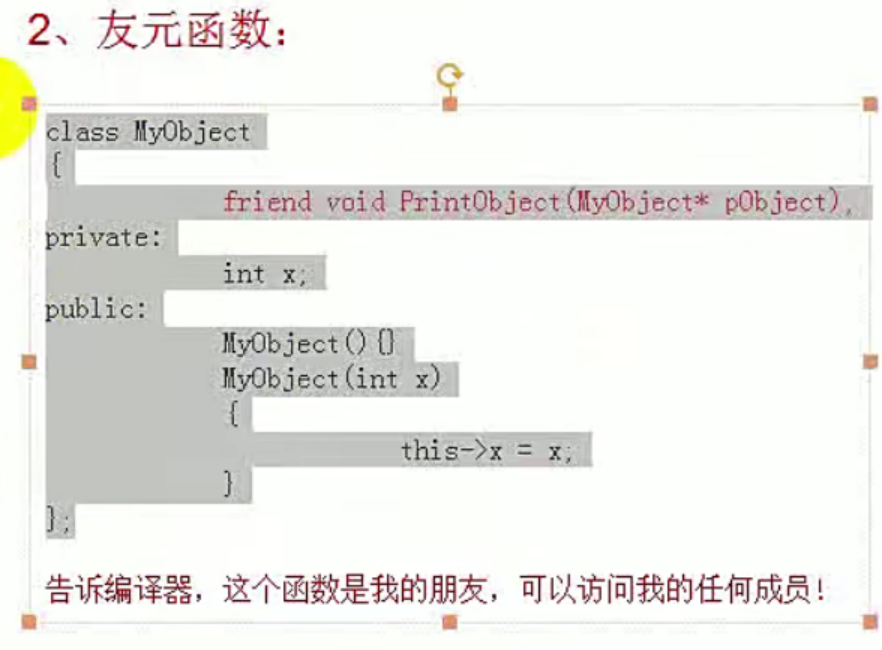 2、友元函数：
class MyObject
{
friend void PrintObject(MyObject* pObject);
private:
int x;
public:
MyObject(){}
MyObject(int x)
{
this->x = x;
}
};
告诉编译器，这个函数是我的朋友，可以访问我的任何成员！